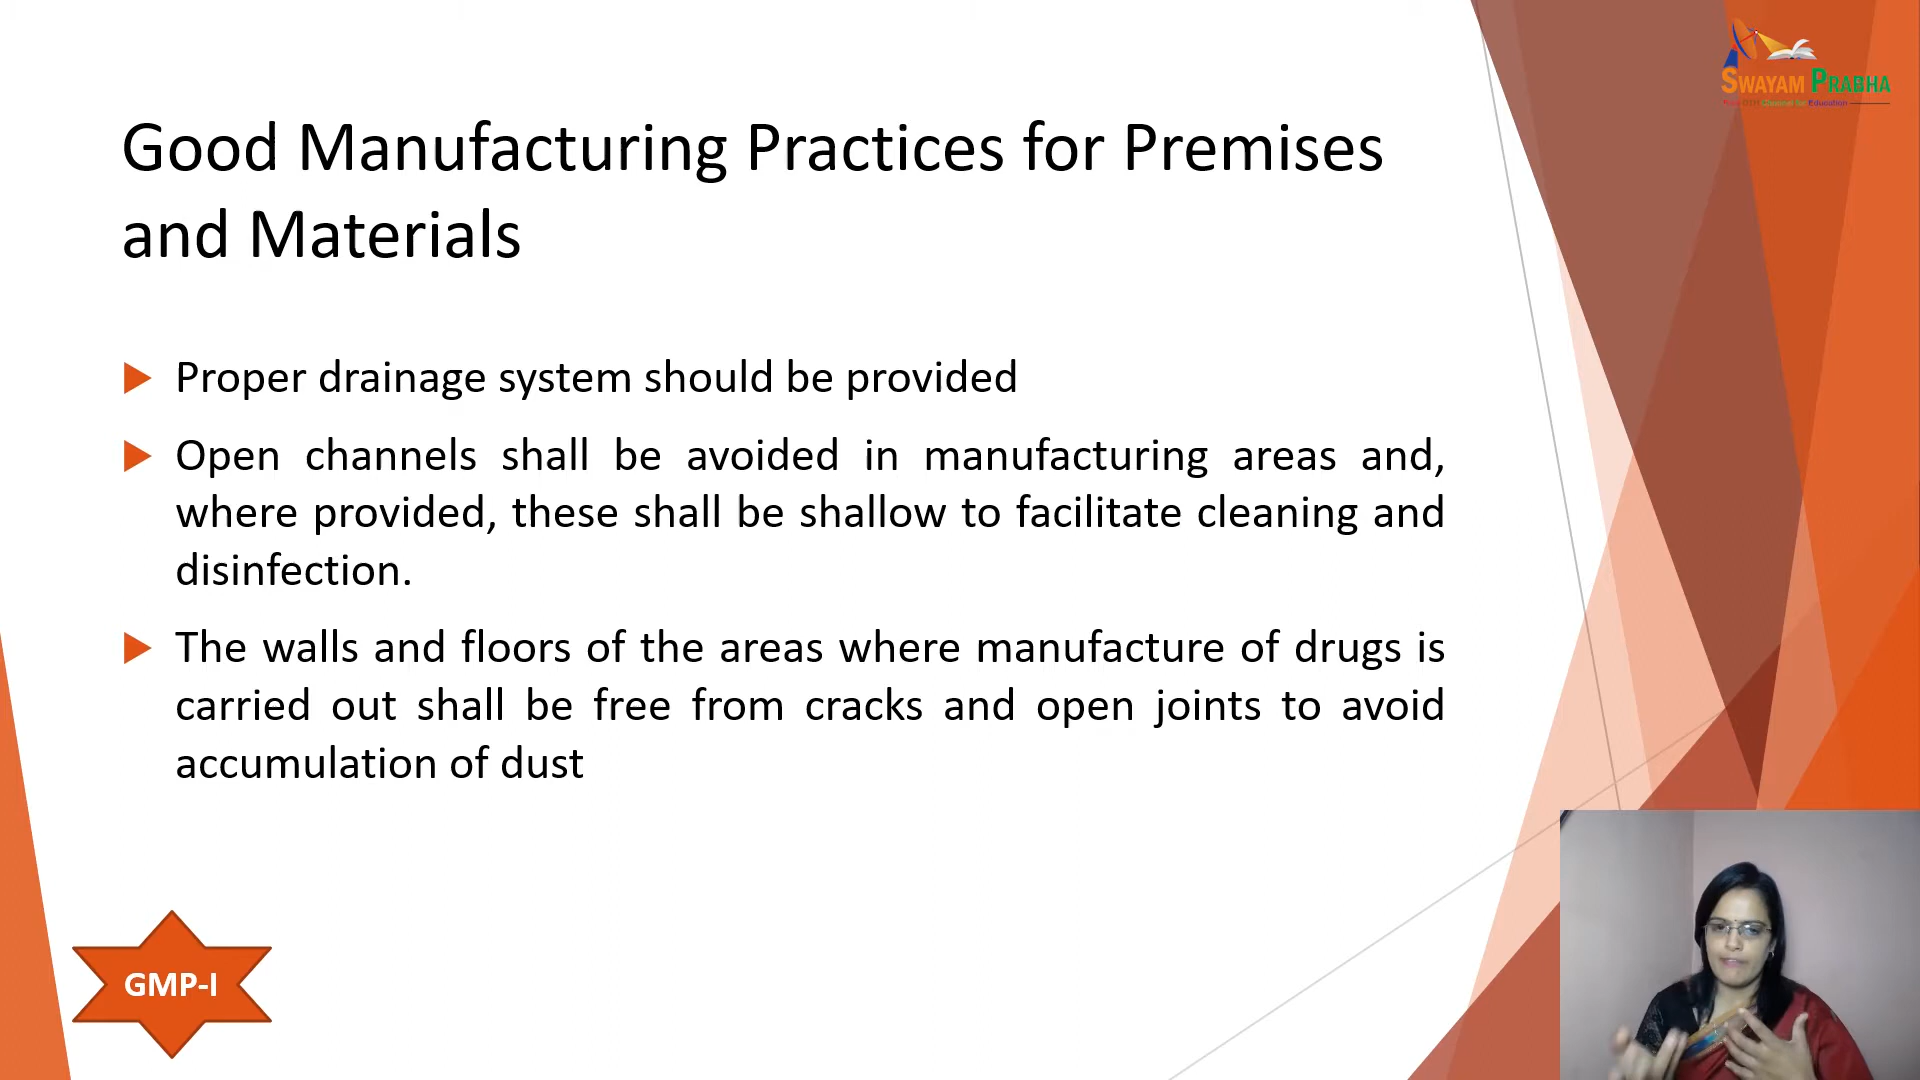 SWAYAM PRABHA
Good Manufacturing Practices for Premises
and Materials
Proper drainage system should be provided
Open channels shall be avoided in manufacturing areas and,
where provided, these shall be shallow to facilitate cleaning and
disinfection.
The walls and floors of the areas where manufacture of drugs is
carried out shall be free from cracks and open joints to avoid
accumulation of dust
GMP-I